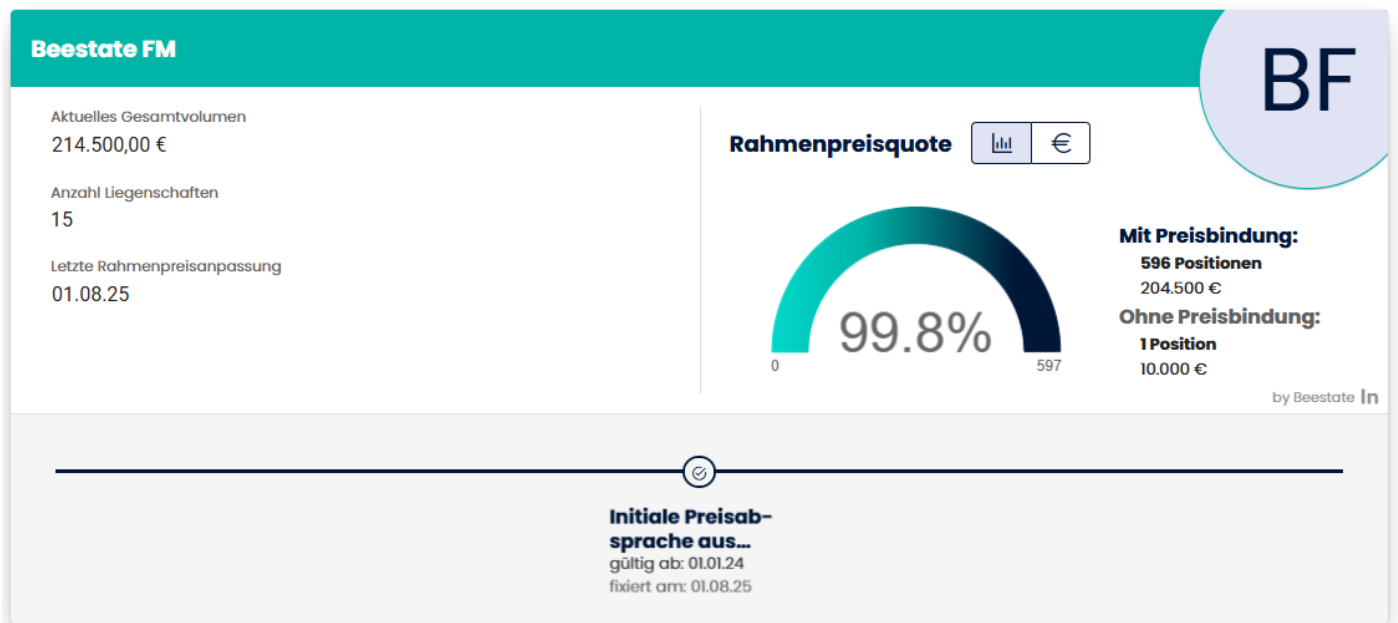 Beestate FM
BF
Aktuelles Gesamtvolumen
214.500,00 €
Anzahl Liegenschaften
15
Letzte Rahmenpreisanpassung
01.08.25
Rahmenpreisquote
€
99.8%
0
597
Mit Preisbindung:
596 Positionen
204.500 €
Ohne Preisbindung:
1 Position
10.000 €
by Beestate In
Initiale Preisab-
sprache aus...
gültig ab: 01.01.24
fixiert am: 01.08.25